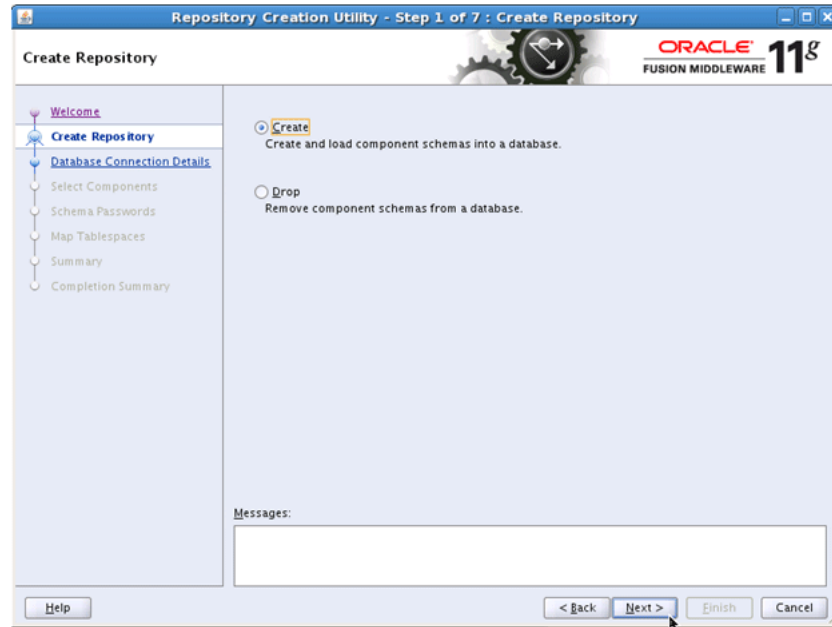 Repository Creation Utility - Step 1 of 7 : Create Repository
Create Repository
ORACLE
FUSION MIDDLEWARE 11g
Welcome
Create Repository
Database Connection Details
Select Components
Schema Passwords
Map Tablespaces
Summary
Completion Summary
Create
Create and load component schemas into a database.
Drop
Remove component schemas from a database.
Messages:
Help
< Back
Next >
Finish
Cancel